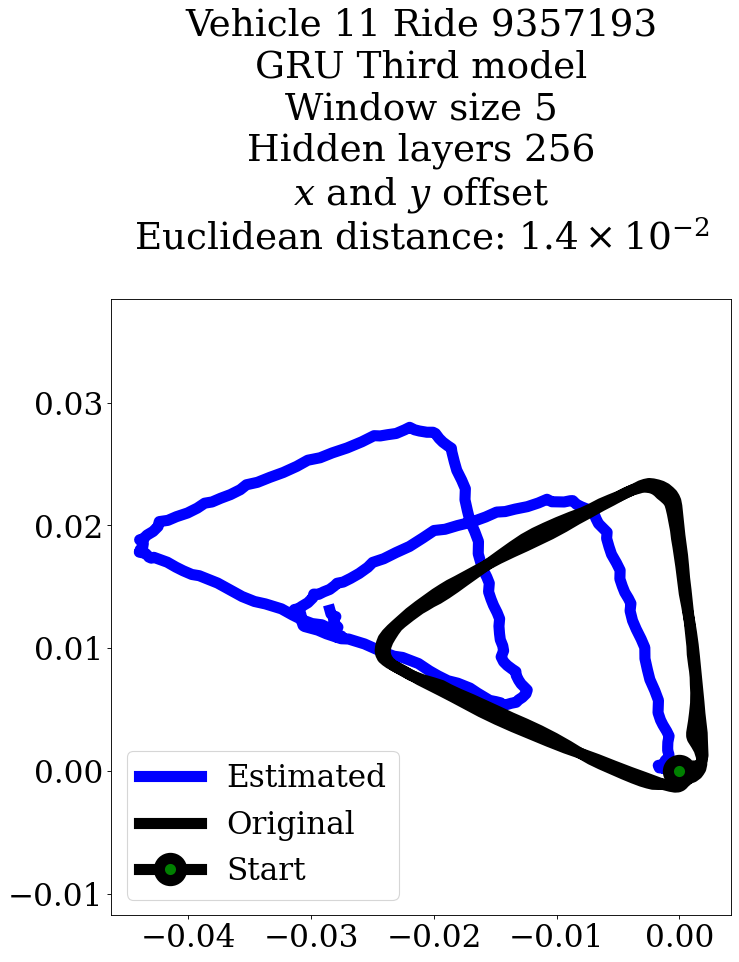 Vehicle 11 Ride 9357193
GRU Third model
Window size 5
Hidden layers 256
x and y offset
Euclidean distance: 1.4 × 10⁻²
0.03
0.02
0.01
0.00
−0.01
Estimated
Original
Start
−0.04 −0.03 −0.02 −0.01 0.00